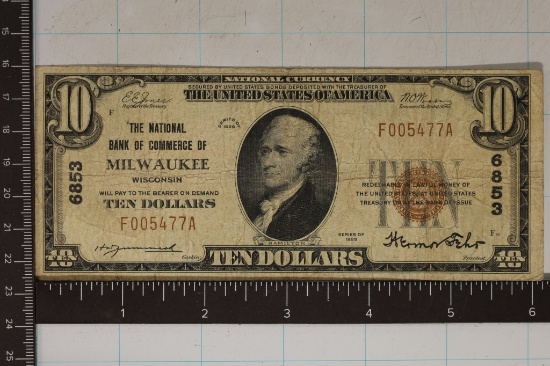 NATIONAL CURRENCY
SECURED BY UNITED STATES BONDS DEPOSITED WITH THE TREASURER OF
THE UNITED STATES OF AMERICA
10
10
F
THE NATIONAL
BANK OF COMMERCE OF
MILWAUKEE
WISCONSIN
WILL PAY TO THE BEARER ON DEMAND
TEN DOLLARS
F005477A
6853
F005477A
6853
TEN
REDEEMABLE IN LAWFUL MONEY OF
THE UNITED STATES AT UNITED STATES
TREASURY OR AT THE BANK OF ISSUE
SERIES OF
1929
HAMILTON
Cashier
President
10
TEN DOLLARS
10
1 2 3 4 5 6
15
16
17
18
19
20
21
22
23
24
25